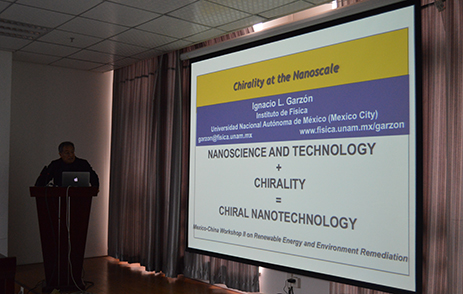 Chirality at the Nanoscale
Ignacio L. Garzón
Instituto de Física
Universidad Nacional Autónoma de México (Mexico City)
garzon@fisica.unam.mx www.fisica.unam.mx/garzon
NANOSCIENCE AND TECHNOLOGY
+
CHIRALITY
=
CHIRAL NANOTECHNOLOGY
Mexico-China Workshop II on Renewable Energy and Environment Remediation